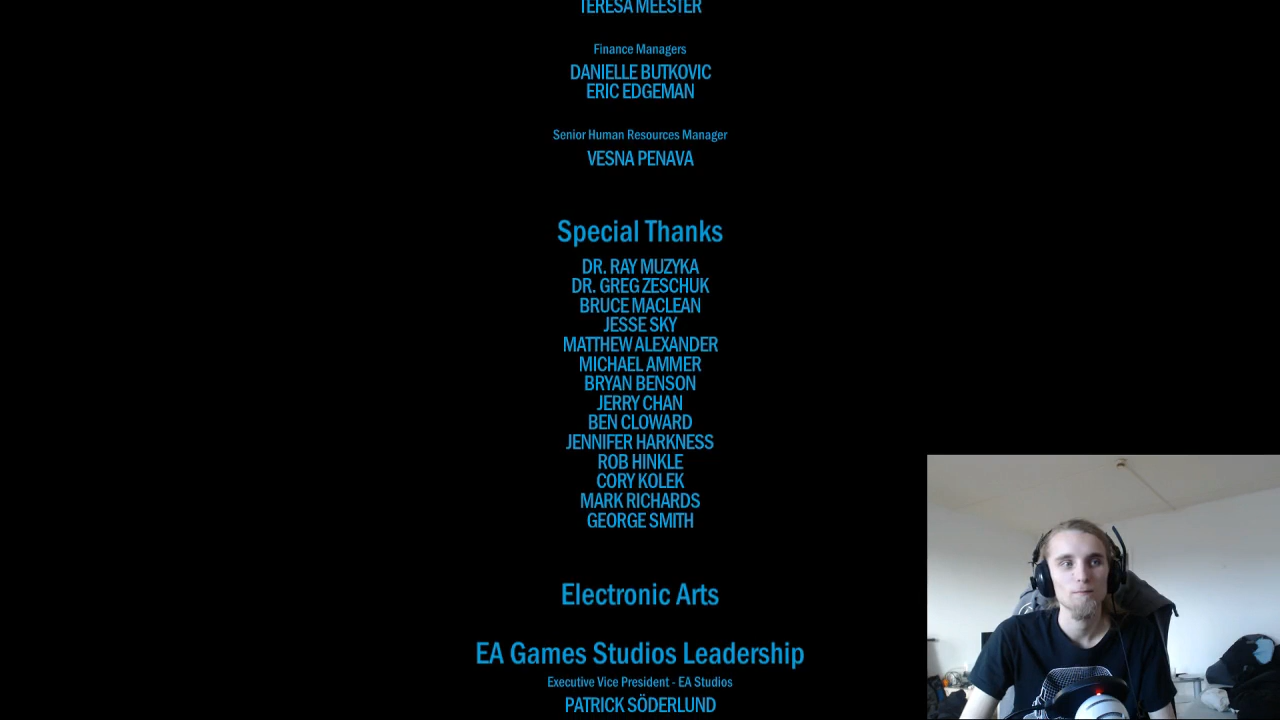 TERESA MEESTER
Finance Managers
DANIELLE BUTKOVIC
ERIC EDGEMAN
Senior Human Resources Manager
VESNA PENAVA
Special Thanks
DR. RAY MUZYKA
DR. GREG ZESCHUK
BRUCE MACLEAN
JESSE SKY
MATTHEW ALEXANDER
MICHAEL AMMER
BRYAN BENSON
JERRY CHAN
BEN CLOWARD
JENNIFER HARKNESS
ROB HINKLE
CORY KOLEK
MARK RICHARDS
GEORGE SMITH
Electronic Arts
EA Games Studios Leadership
Executive Vice President - EA Studios
PATRICK SÖDERLUND